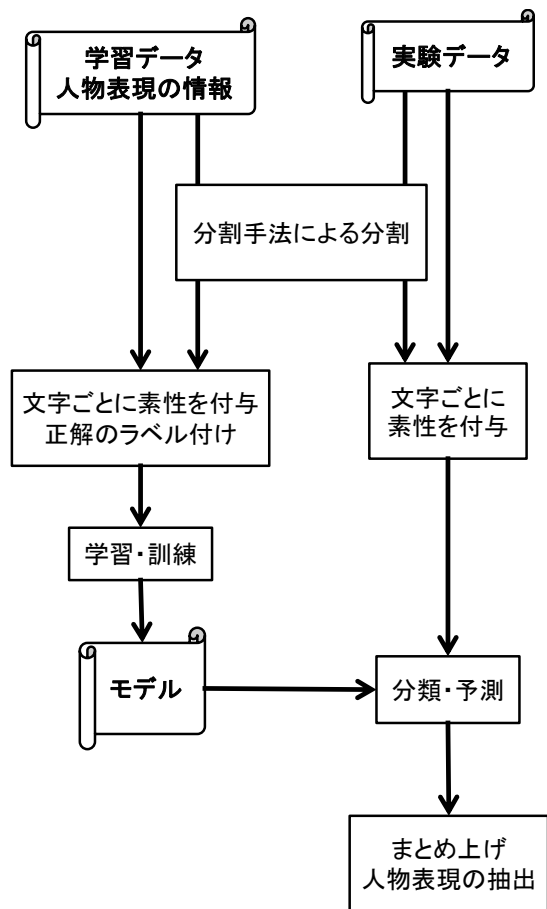 学習データ
人物表現の情報
実験データ
分割手法による分割
文字ごとに素性を付与
正解のラベル付け
文字ごとに
素性を付与
学習・訓練
モデル
分類・予測
まとめ上げ
人物表現の抽出